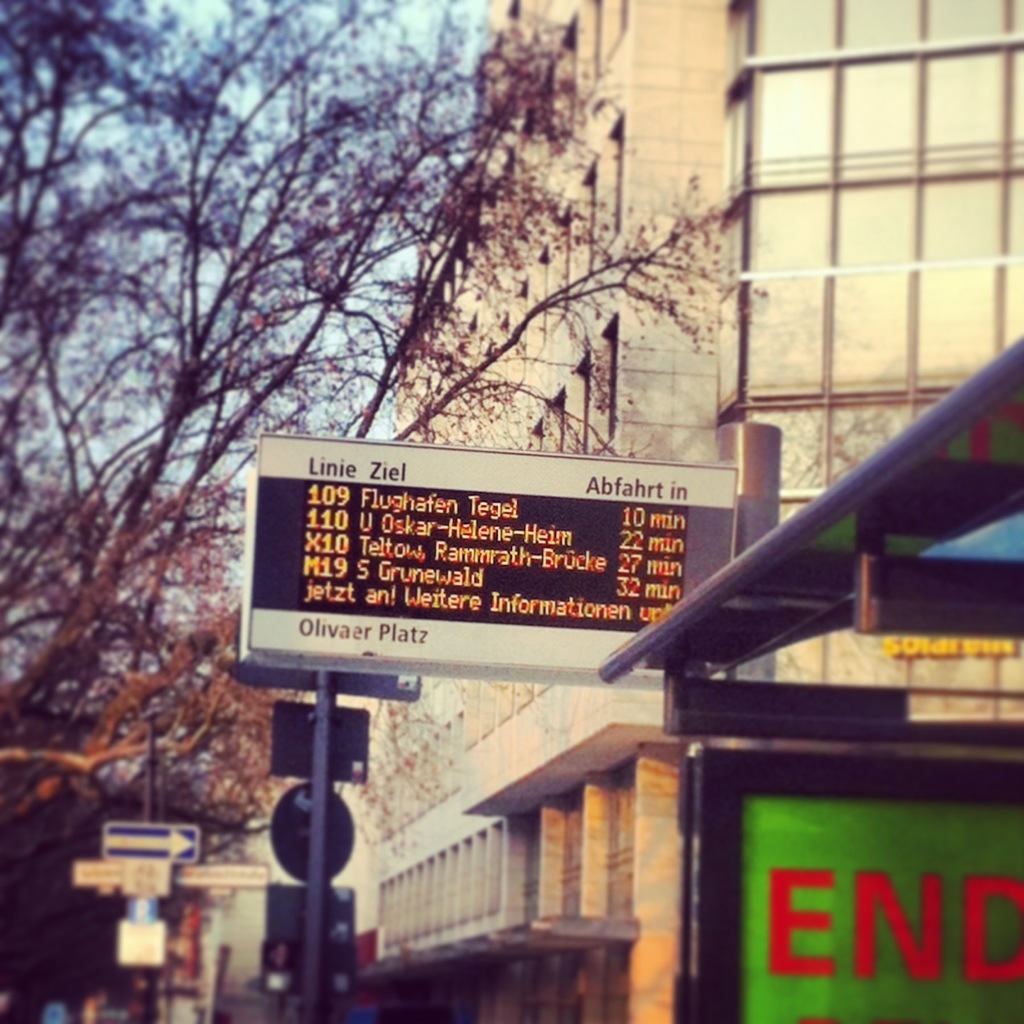 Linie Ziel Abfahrt in
109 Flughafen Tegel 10 min
110 U Oskar-Helene-Heim 22 min
X10 Teltow, Rammrath-Brücke 27 min
M19 S Grunewald 32 min
jetzt an! Weitere Informationen un
Olivaer Platz
END